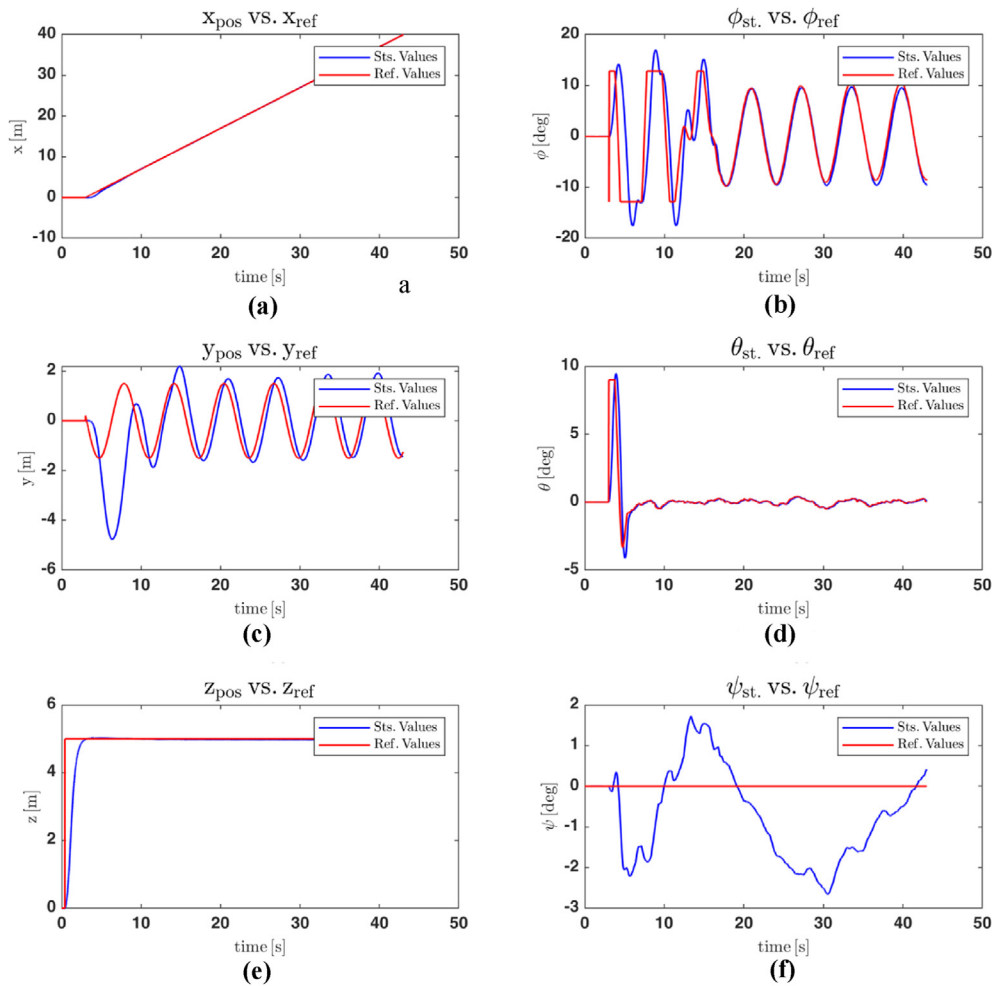 x_pos vs. x_ref
40
30
20
10
0
-10
x [m]
Sts. Values
Ref. Values
0 10 20 30 40 50
time [s]
(a)
a
ϕ_st. vs. ϕ_ref
20
10
0
-10
-20
ϕ [deg]
Sts. Values
Ref. Values
0 10 20 30 40 50
time [s]
(b)
y_pos vs. y_ref
2
0
-2
-4
-6
y [m]
Sts. Values
Ref. Values
0 10 20 30 40 50
time [s]
(c)
θ_st. vs. θ_ref
10
5
0
-5
θ [deg]
Sts. Values
Ref. Values
0 10 20 30 40 50
time [s]
(d)
z_pos vs. z_ref
6
4
2
0
z [m]
Sts. Values
Ref. Values
0 10 20 30 40 50
time [s]
(e)
ψ_st. vs. ψ_ref
2
1
0
-1
-2
-3
ψ [deg]
Sts. Values
Ref. Values
0 10 20 30 40 50
time [s]
(f)